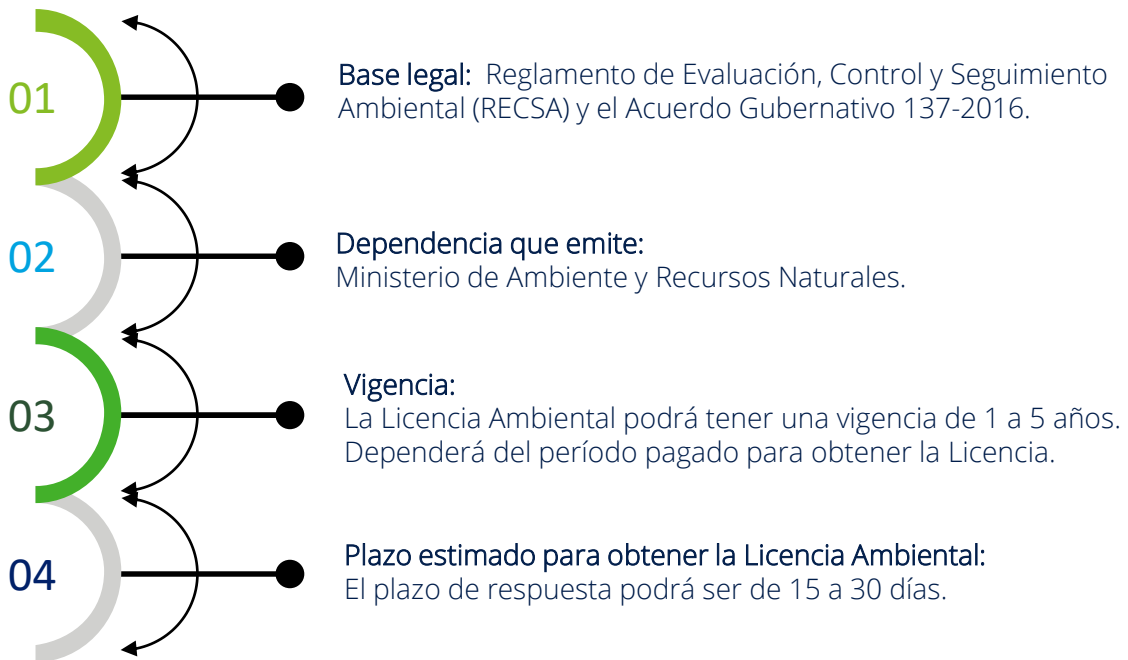 01
Base legal: Reglamento de Evaluación, Control y Seguimiento
Ambiental (RECSA) y el Acuerdo Gubernativo 137-2016.
02
Dependencia que emite:
Ministerio de Ambiente y Recursos Naturales.
03
Vigencia:
La Licencia Ambiental podrá tener una vigencia de 1 a 5 años.
Dependerá del período pagado para obtener la Licencia.
04
Plazo estimado para obtener la Licencia Ambiental:
El plazo de respuesta podrá ser de 15 a 30 días.